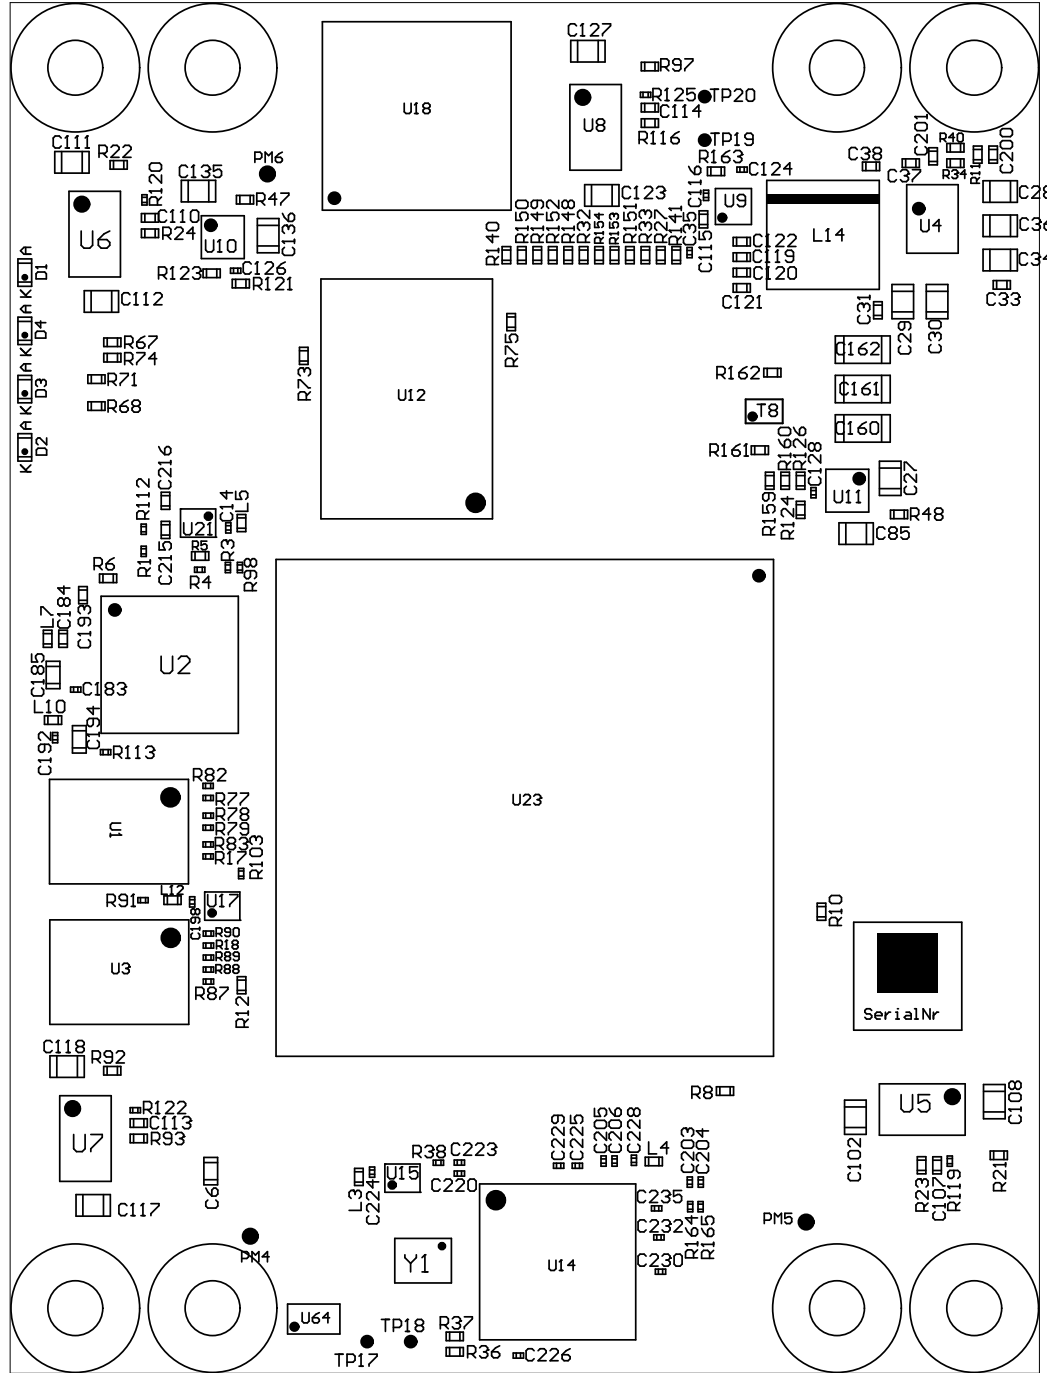 C127
R97
U18
R125
TP20
C114
U8
R116
TP19
C201
R40
C200
C111
R22
PM6
R163
C124
C38
C37
R34
R11
R120
C135
R47
C123
C116
U9
C28
C110
U6
R24
U10
C136
R140
R150
R149
R152
R148
R32
R154
R153
R151
R33
R27
R141
C35
C115
L14
U4
C36
C122
C119
C120
C121
C34
C33
A
D1
K
R123
C126
R121
C112
A
D4
K
C31
C29
C30
R67
R74
R73
R75
C162
A
D3
K
R71
R68
U12
R162
C161
T8
C160
A
D2
K
R161
R160
R126
C128
C27
C216
R112
C14
L5
U21
R159
R124
U11
R48
C85
R1
C215
R5
R4
R3
R98
R6
L7
C184
C193
U2
C185
C183
L10
C194
C192
R113
R82
R77
R78
R79
R83
R17
R103
U1
U23
R91
L12
C198
U17
R10
R90
R18
R89
R88
R87
R12
U3
SerialNr
C118
R92
R8
U5
C108
R122
C113
R93
U7
C102
C229
C225
C205
C206
C228
L4
C203
C204
R38
C223
C220
U15
L3
C224
R21
R23
C107
R119
C6
C117
C235
C232
C230
R164
R165
PM5
PM4
Y1
U14
U64
TP18
TP17
R37
R36
C226